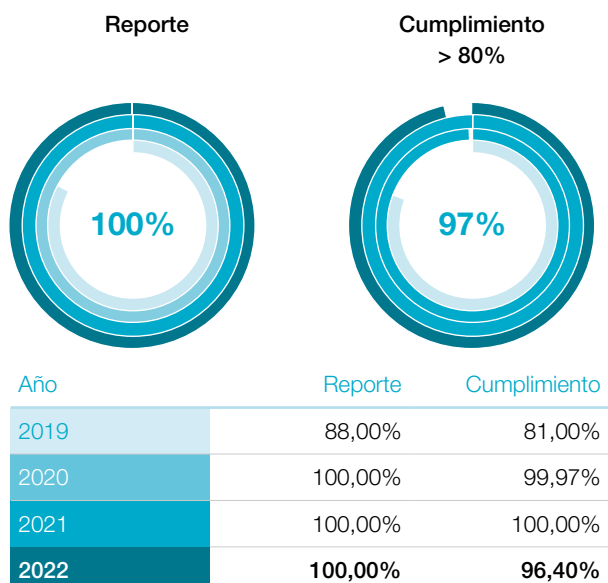 Reporte
Cumplimiento
> 80%
100%
97%
Año Reporte Cumplimiento
2019 88,00% 81,00%
2020 100,00% 99,97%
2021 100,00% 100,00%
2022 100,00% 96,40%